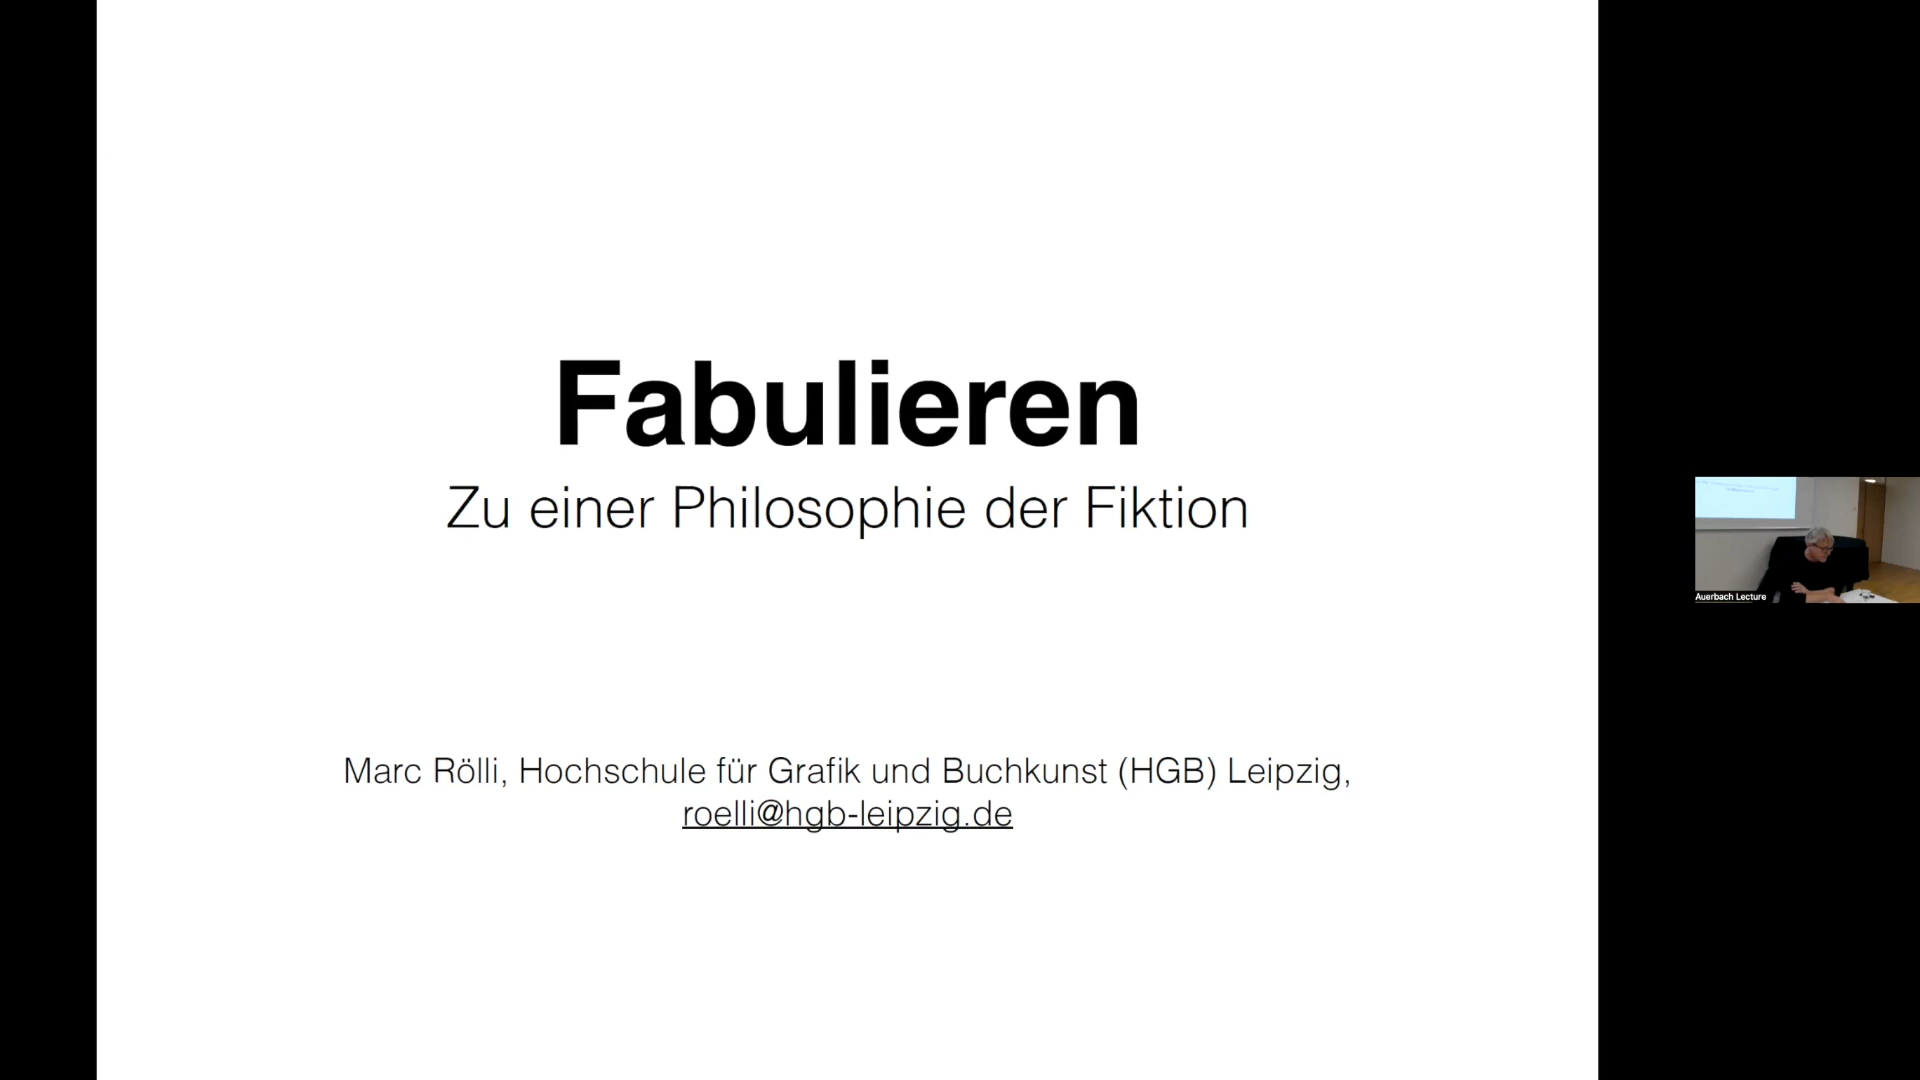 Fabulieren
Zu einer Philosophie der Fiktion
Marc Rölli, Hochschule für Grafik und Buchkunst (HGB) Leipzig,
roelli@hgb-leipzig.de
Auerbach Lecture